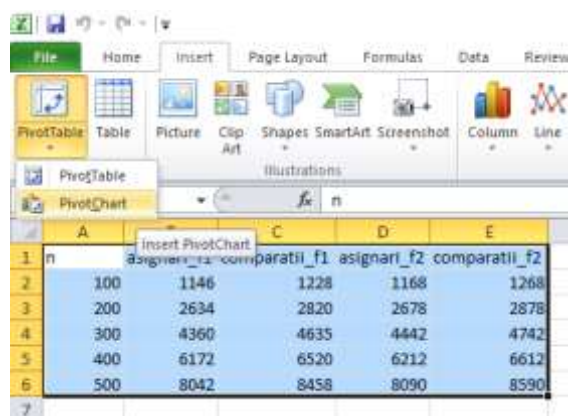 File Home Insert Page Layout Formulas Data Review
PivotTable Table Picture Clip Art Shapes SmartArt Screenshot Column Line
Illustrations
PivotTable
PivotChart
fx n
Insert PivotChart
A C D E
1 n asignari_f1 comparatii_f1 asignari_f2 comparatii_f2
2 100 1146 1228 1168 1268
3 200 2634 2820 2678 2878
4 300 4360 4635 4442 4742
5 400 6172 6520 6212 6612
6 500 8042 8458 8090 8590
7